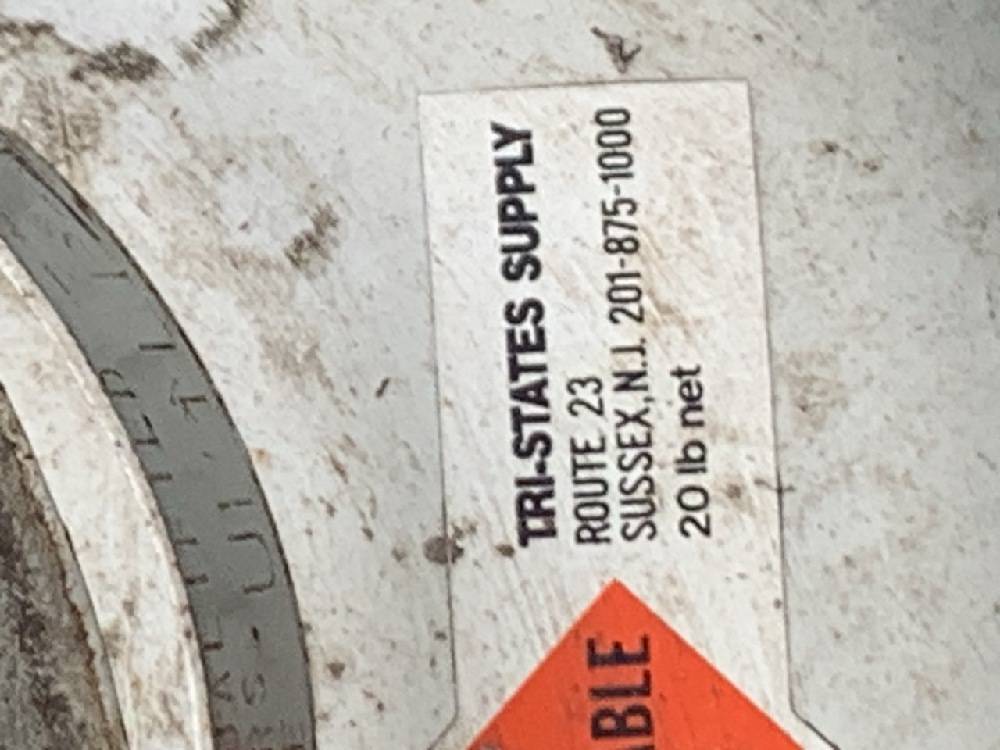 TRI-STATES SUPPLY
ROUTE 23
SUSSEX, N.J. 201-875-1000
20 lb net
ABLE